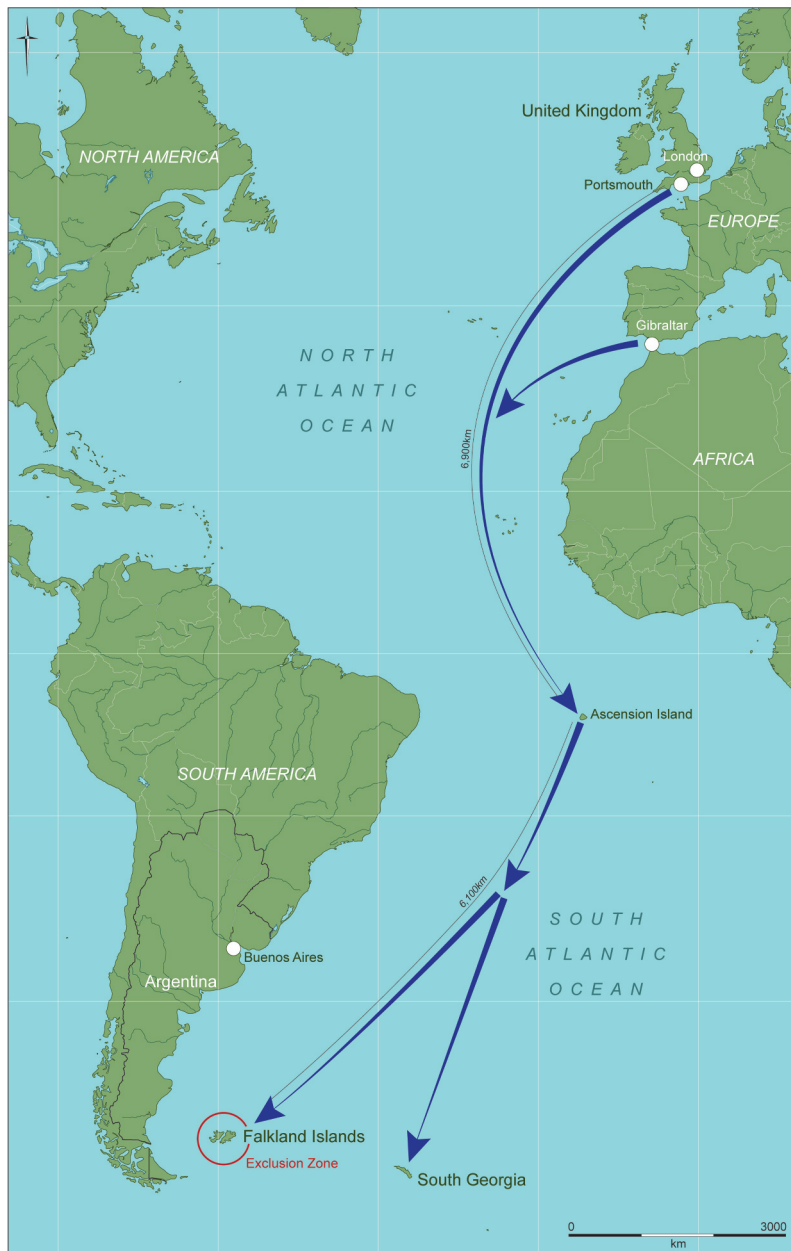 United Kingdom
NORTH AMERICA
London
Portsmouth
EUROPE
Gibraltar
NORTH
ATLANTIC
OCEAN
6,900km
AFRICA
Ascension Island
SOUTH AMERICA
6,100km
SOUTH
ATLANTIC
OCEAN
Buenos Aires
Argentina
Falkland Islands
Exclusion Zone
South Georgia
0 3000
km